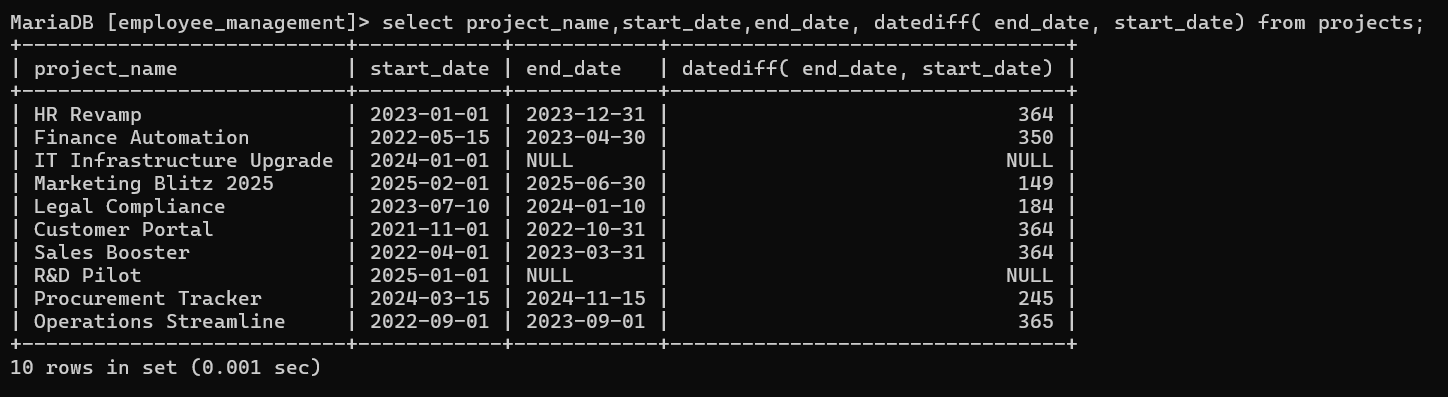 MariaDB [employee_management]> select project_name,start_date,end_date, datediff( end_date, start_date) from projects;
+---------------------------+------------+------------+---------------------------------+
| project_name              | start_date | end_date   | datediff( end_date, start_date) |
+---------------------------+------------+------------+---------------------------------+
| HR Revamp                 | 2023-01-01 | 2023-12-31 |                             364 |
| Finance Automation        | 2022-05-15 | 2023-04-30 |                             350 |
| IT Infrastructure Upgrade | 2024-01-01 | NULL       |                            NULL |
| Marketing Blitz 2025      | 2025-02-01 | 2025-06-30 |                             149 |
| Legal Compliance          | 2023-07-10 | 2024-01-10 |                             184 |
| Customer Portal           | 2021-11-01 | 2022-10-31 |                             364 |
| Sales Booster             | 2022-04-01 | 2023-03-31 |                             364 |
| R&D Pilot                 | 2025-01-01 | NULL       |                            NULL |
| Procurement Tracker       | 2024-03-15 | 2024-11-15 |                             245 |
| Operations Streamline     | 2022-09-01 | 2023-09-01 |                             365 |
+---------------------------+------------+------------+---------------------------------+
10 rows in set (0.001 sec)